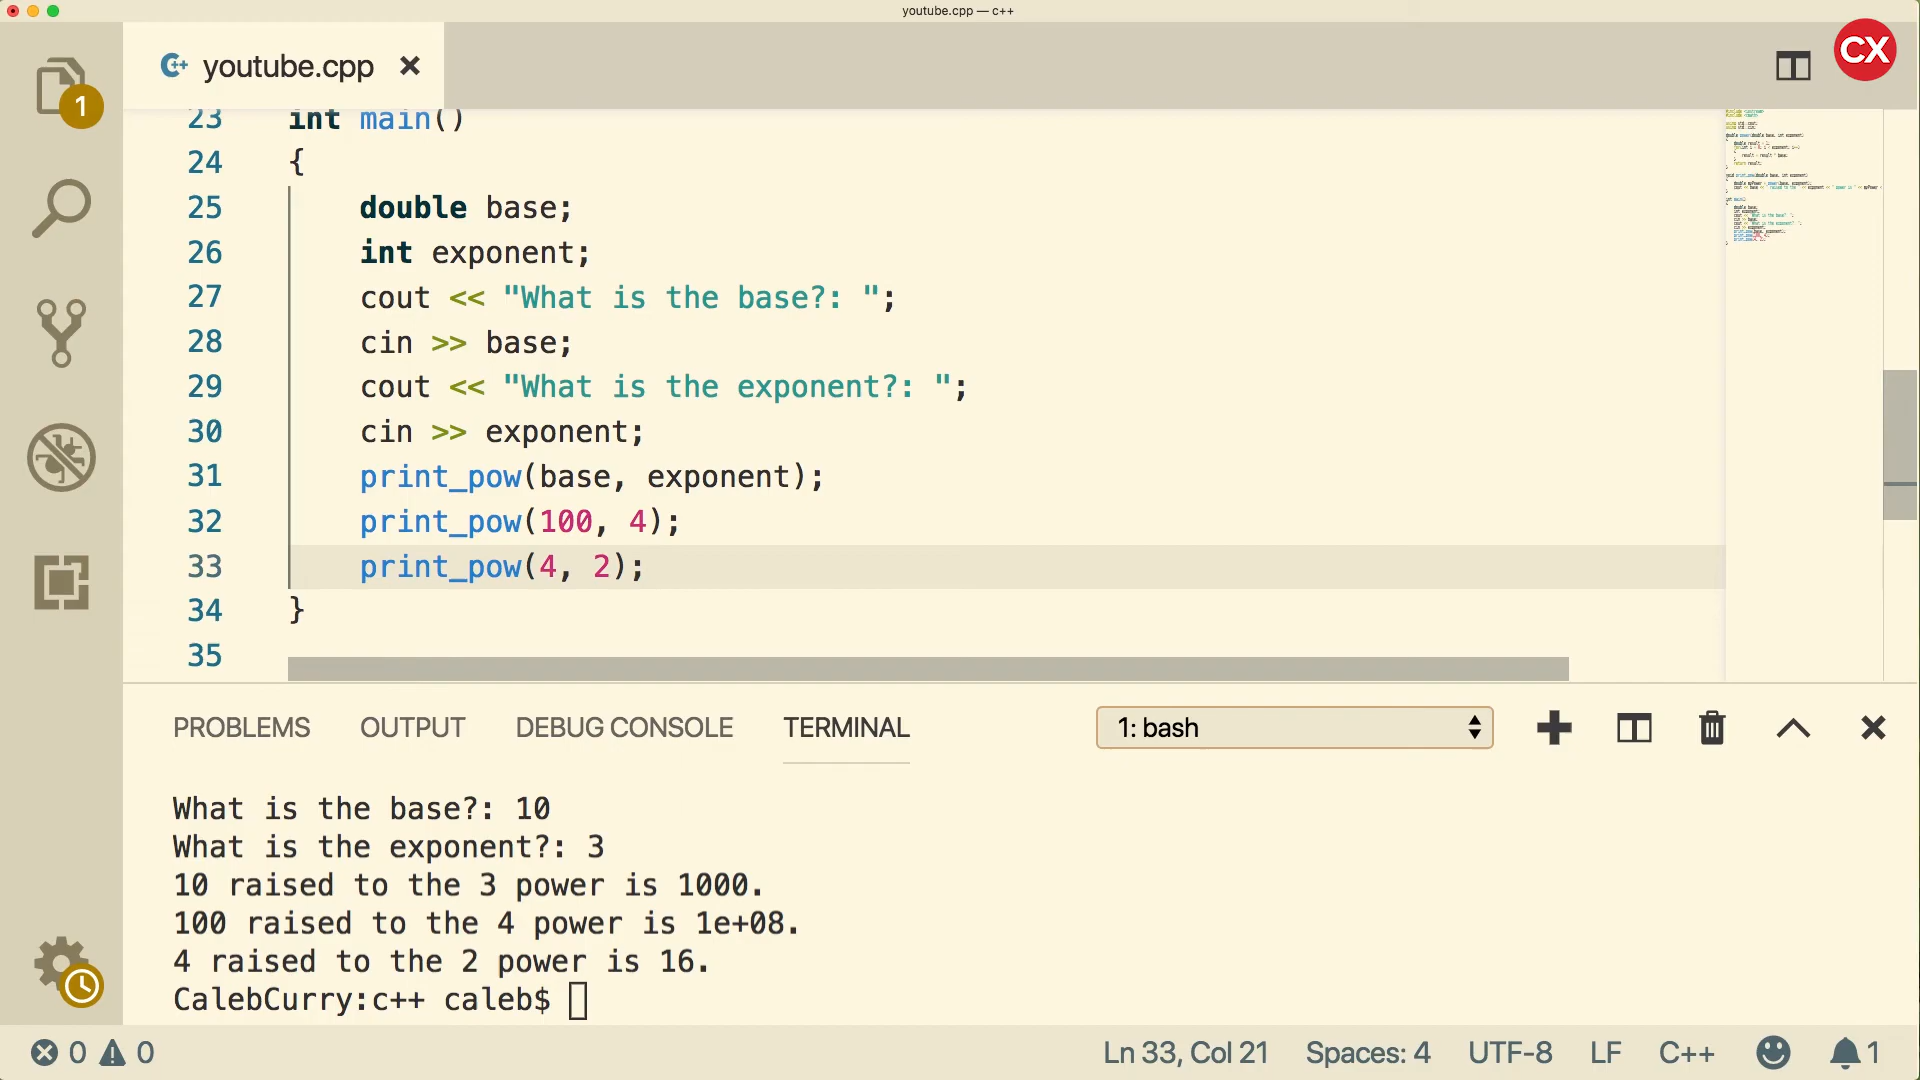 youtube.cpp — c++
CX
youtube.cpp
1
23 int main()
24 {
25 double base;
26 int exponent;
27 cout << "What is the base?: ";
28 cin >> base;
29 cout << "What is the exponent?: ";
30 cin >> exponent;
31 print_pow(base, exponent);
32 print_pow(100, 4);
33 print_pow(4, 2);
34 }
35
PROBLEMS OUTPUT DEBUG CONSOLE TERMINAL 1: bash
What is the base?: 10
What is the exponent?: 3
10 raised to the 3 power is 1000.
100 raised to the 4 power is 1e+08.
4 raised to the 2 power is 16.
CalebCurry:c++ caleb$
0 0 Ln 33, Col 21 Spaces: 4 UTF-8 LF C++ 1